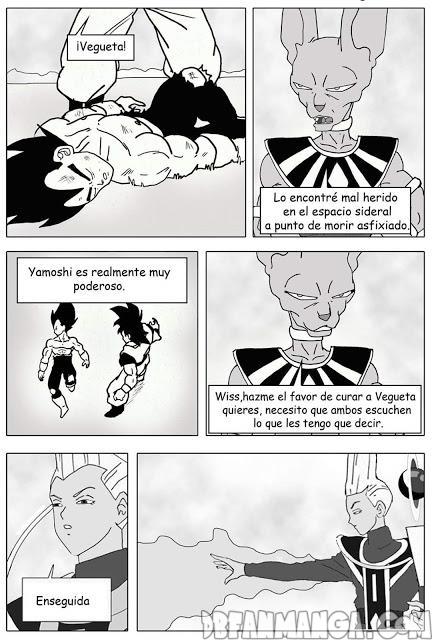 ¡Vegueta!
Lo encontré mal herido
en el espacio sideral
a punto de morir asfixiado.
Yamoshi es realmente muy
poderoso.
Wiss,hazme el favor de curar a Vegueta
quieres, necesito que ambos escuchen
lo que les tengo que decir.
Enseguida
DREANMANGA.COM